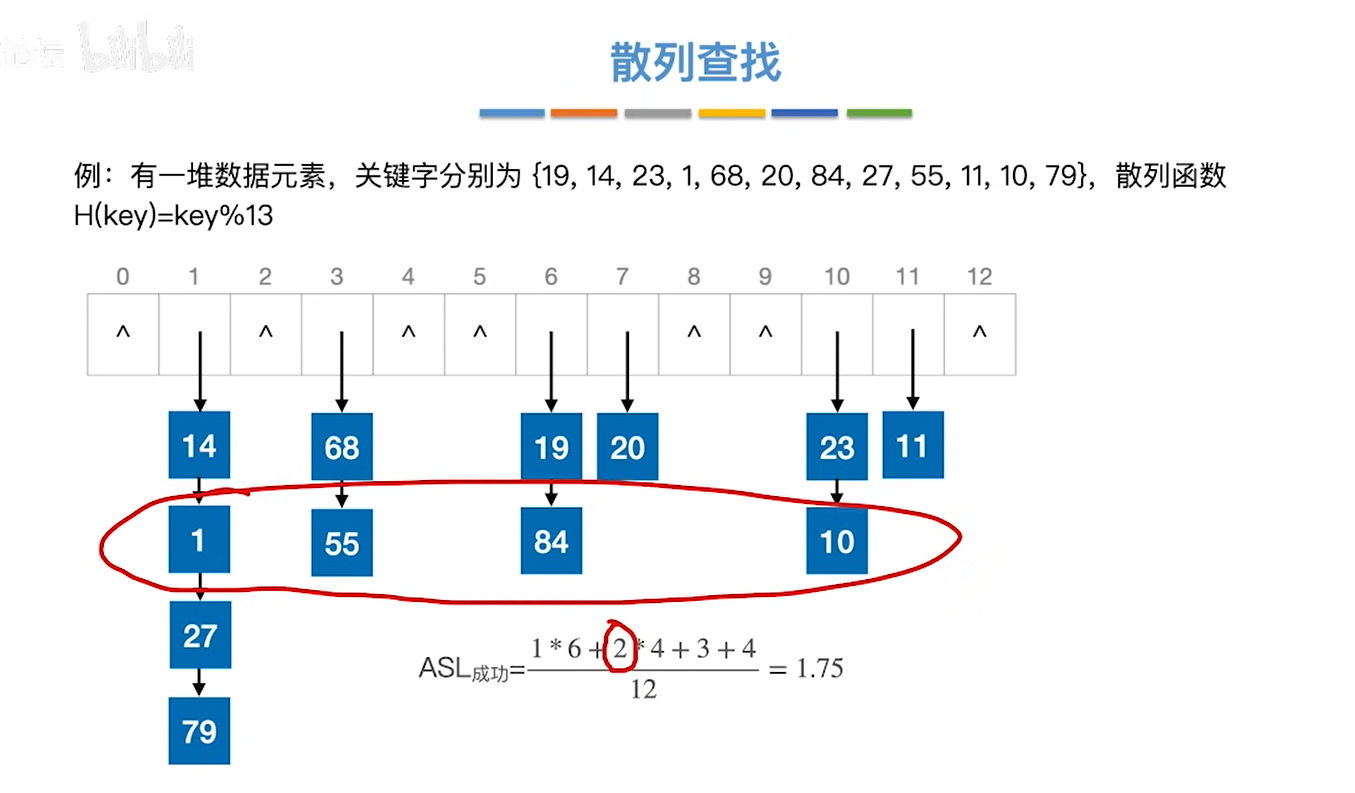 论坛 bilibili
散列查找
例：有一堆数据元素，关键字分别为 {19, 14, 23, 1, 68, 20, 84, 27, 55, 11, 10, 79}，散列函数
H(key)=key%13
0 1 2 3 4 5 6 7 8 9 10 11 12
^ ^ ^ ^ ^ ^ ^
14 68 19 20 23 11
1 55 84 10
27
79
1 * 6 + 2 * 4 + 3 + 4
ASL成功= = 1.75
12